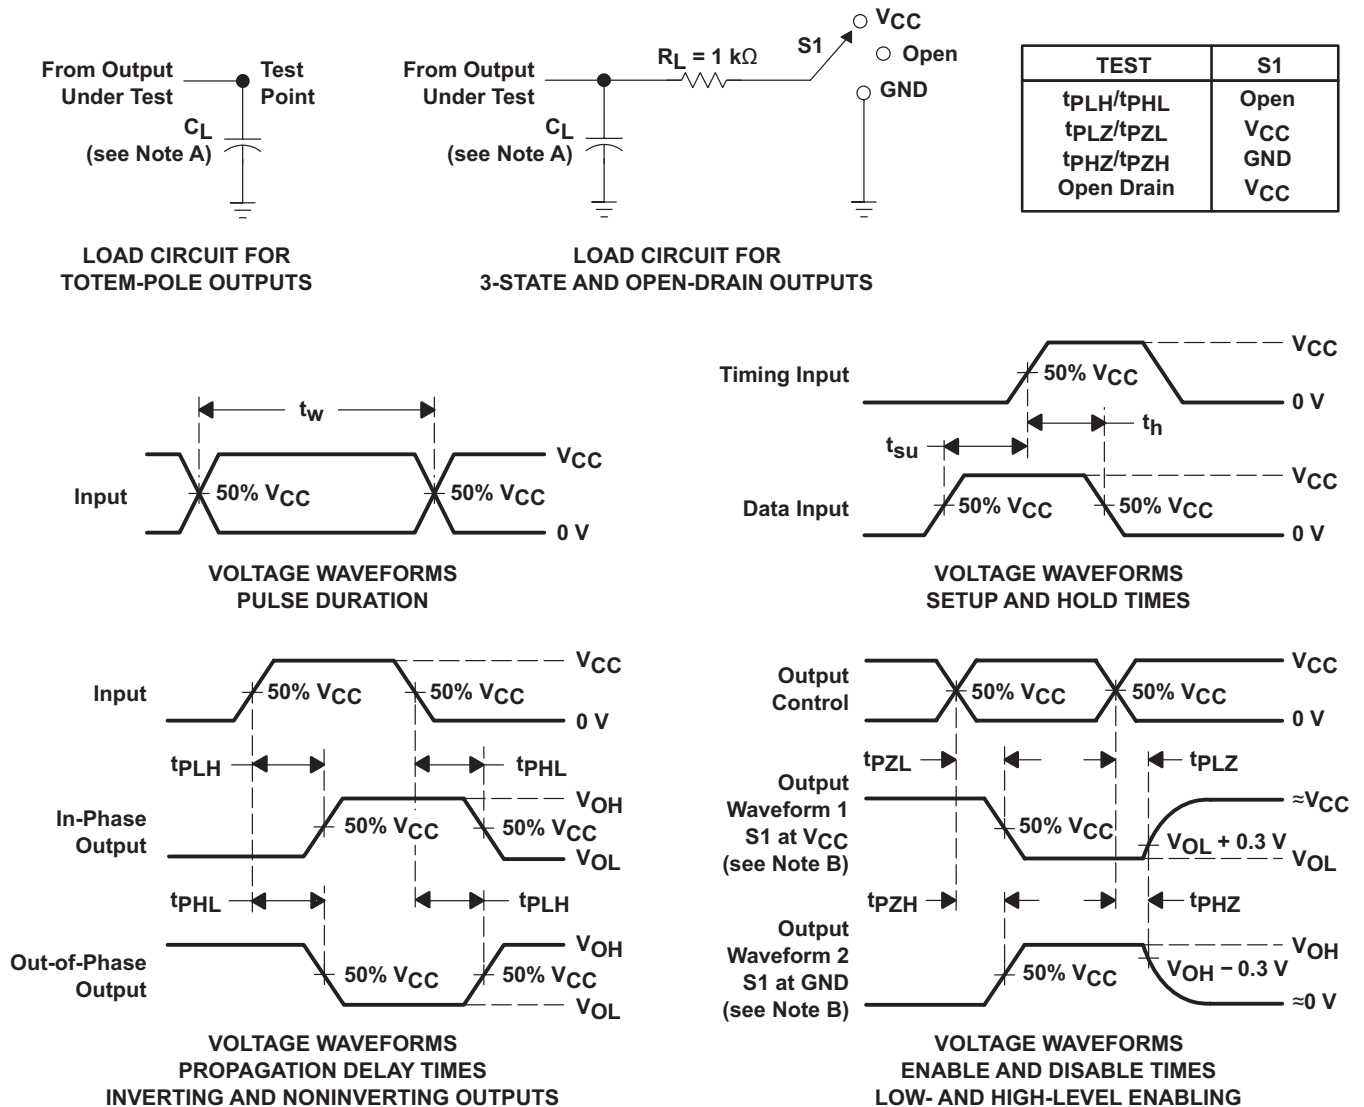 From Output
Under Test
Test
Point
CL
(see Note A)
LOAD CIRCUIT FOR
TOTEM-POLE OUTPUTS
From Output
Under Test
RL = 1 kΩ
S1
VCC
Open
GND
CL
(see Note A)
LOAD CIRCUIT FOR
3-STATE AND OPEN-DRAIN OUTPUTS
TEST S1
tPLH/tPHL Open
tPLZ/tPZL VCC
tPHZ/tPZH GND
Open Drain VCC
tw
Input
50% VCC
50% VCC
VCC
0 V
VOLTAGE WAVEFORMS
PULSE DURATION
Timing Input
50% VCC
VCC
0 V
tsu
th
Data Input
50% VCC
50% VCC
VCC
0 V
VOLTAGE WAVEFORMS
SETUP AND HOLD TIMES
Input
50% VCC
50% VCC
VCC
0 V
tPLH
tPHL
In-Phase
Output
50% VCC
50% VCC
VOH
VOL
tPHL
tPLH
Out-of-Phase
Output
50% VCC
50% VCC
VOH
VOL
VOLTAGE WAVEFORMS
PROPAGATION DELAY TIMES
INVERTING AND NONINVERTING OUTPUTS
Output
Control
50% VCC
50% VCC
VCC
0 V
tPZL
tPLZ
Output
Waveform 1
S1 at VCC
(see Note B)
50% VCC
≈VCC
VOL + 0.3 V
VOL
tPZH
tPHZ
Output
Waveform 2
S1 at GND
(see Note B)
50% VCC
VOH
VOH − 0.3 V
≈0 V
VOLTAGE WAVEFORMS
ENABLE AND DISABLE TIMES
LOW- AND HIGH-LEVEL ENABLING